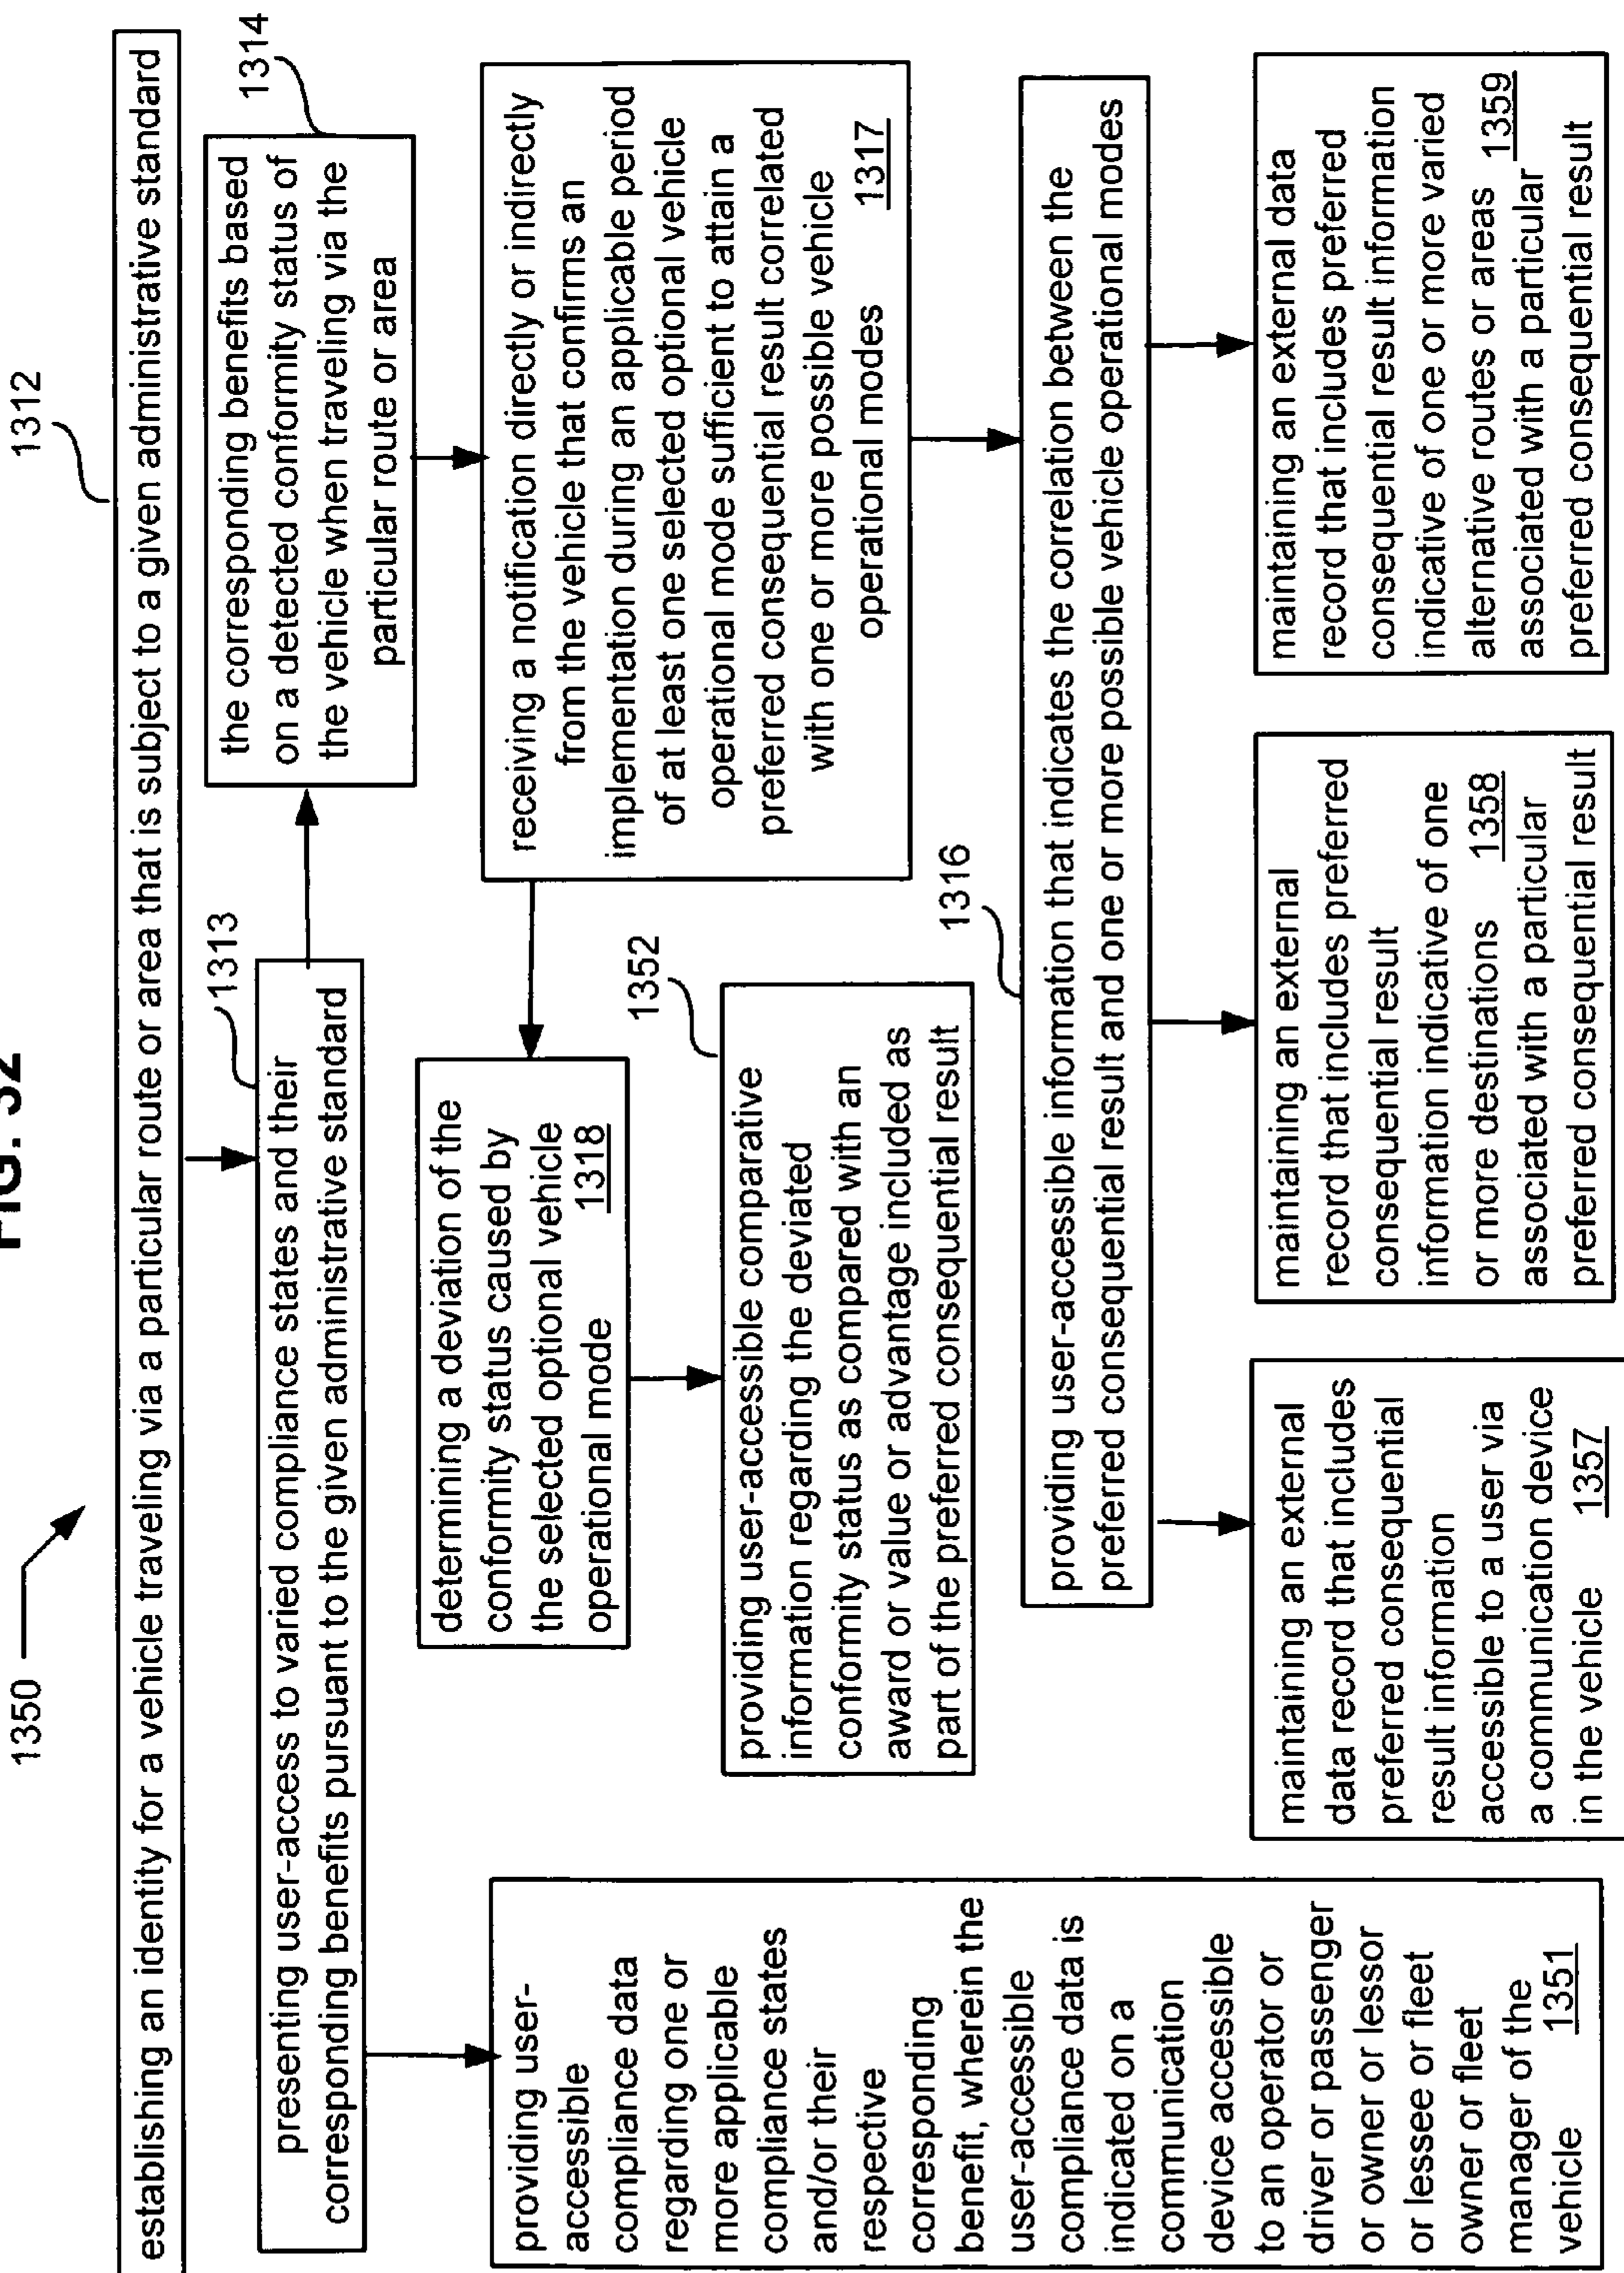 FIG. 32
1350
1312
establishing an identity for a vehicle traveling via a particular route or area that is subject to a given administrative standard
1313
presenting user-access to varied compliance states and their
corresponding benefits pursuant to the given administrative standard
1314
the corresponding benefits based
on a detected conformity status of
the vehicle when traveling via the
particular route or area
providing user-
accessible
compliance data
regarding one or
more applicable
compliance states
and/or their
respective
corresponding
benefit, wherein the
user-accessible
compliance data is
indicated on a
communication
device accessible
to an operator or
driver or passenger
or owner or lessor
or lessee or fleet
owner or fleet
manager of the
vehicle 1351
determining a deviation of the
conformity status caused by
the selected optional vehicle
operational mode 1318
receiving a notification directly or indirectly
from the vehicle that confirms an
implementation during an applicable period
of at least one selected optional vehicle
operational mode sufficient to attain a
preferred consequential result correlated
with one or more possible vehicle
operational modes 1317
1352
providing user-accessible comparative
information regarding the deviated
conformity status as compared with an
award or value or advantage included as
part of the preferred consequential result
1316
providing user-accessible information that indicates the correlation between the
preferred consequential result and one or more possible vehicle operational modes
maintaining an external
data record that includes
preferred consequential
result information
accessible to a user via
a communication device
in the vehicle 1357
maintaining an external
record that includes preferred
consequential result
information indicative of one
or more destinations 1358
associated with a particular
preferred consequential result
maintaining an external data
record that includes preferred
consequential result information
indicative of one or more varied
alternative routes or areas 1359
associated with a particular
preferred consequential result